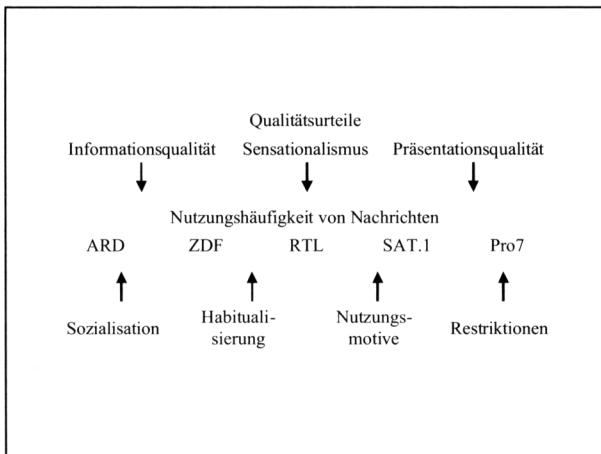 Qualitätsurteile
Informationsqualität Sensationalismus Präsentationsqualität
Nutzungshäufigkeit von Nachrichten
ARD ZDF RTL SAT.1 Pro7
Sozialisation Habituali- Nutzungs- Restriktionen
sierung motive